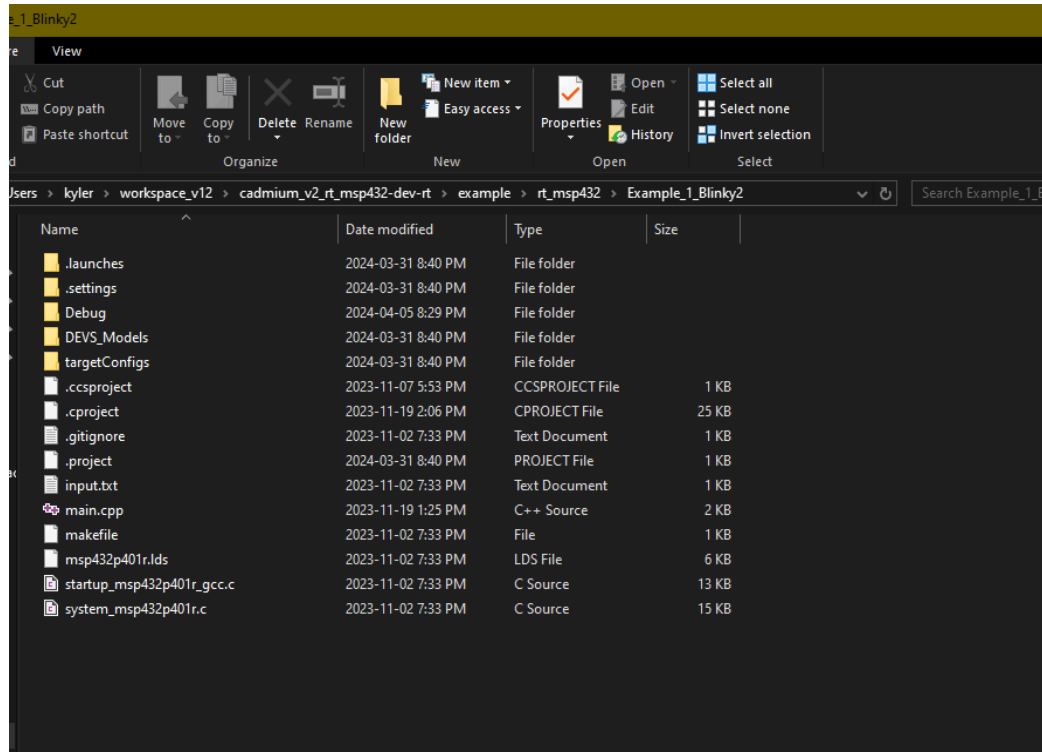 e_1_Blinky2
re View
Cut
Copy path
Paste shortcut
Move to
Copy to
Delete
Rename
Organize
New folder
New item
Easy access
New
Properties
Open
Edit
History
Open
Select all
Select none
Invert selection
Select
Users > kyler > workspace_v12 > cadmium_v2_rt_msp432-dev-rt > example > rt_msp432 > Example_1_Blinky2
Search Example_1_B
Name Date modified Type Size
.launches 2024-03-31 8:40 PM File folder
.settings 2024-03-31 8:40 PM File folder
Debug 2024-04-05 8:29 PM File folder
DEVS_Models 2024-03-31 8:40 PM File folder
targetConfigs 2024-03-31 8:40 PM File folder
.ccsproject 2023-11-07 5:53 PM CCSPROJECT File 1 KB
.cproject 2023-11-19 2:06 PM CPROJECT File 25 KB
.gitignore 2023-11-02 7:33 PM Text Document 1 KB
.project 2024-03-31 8:40 PM PROJECT File 1 KB
input.txt 2023-11-02 7:33 PM Text Document 1 KB
main.cpp 2023-11-19 1:25 PM C++ Source 2 KB
makefile 2023-11-02 7:33 PM File 1 KB
msp432p401r.lds 2023-11-02 7:33 PM LDS File 6 KB
startup_msp432p401r_gcc.c 2023-11-02 7:33 PM C Source 13 KB
system_msp432p401r.c 2023-11-02 7:33 PM C Source 15 KB